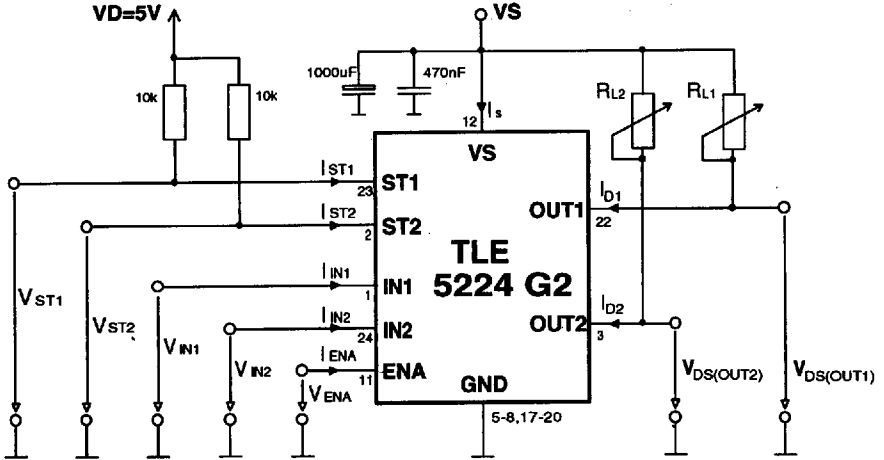 VD=5V
VS
10k
10k
1000uF
470nF
Is
12
RL2
RL1
VS
IST1
ST1
23
IST2
ST2
2
ID1
OUT1
22
TLE
5224 G2
IIN1
IN1
1
IIN2
IN2
24
ID2
OUT2
3
IENA
ENA
11
GND
5-8,17-20
VST1
VST2
VIN1
VIN2
VENA
VDS(OUT2)
VDS(OUT1)